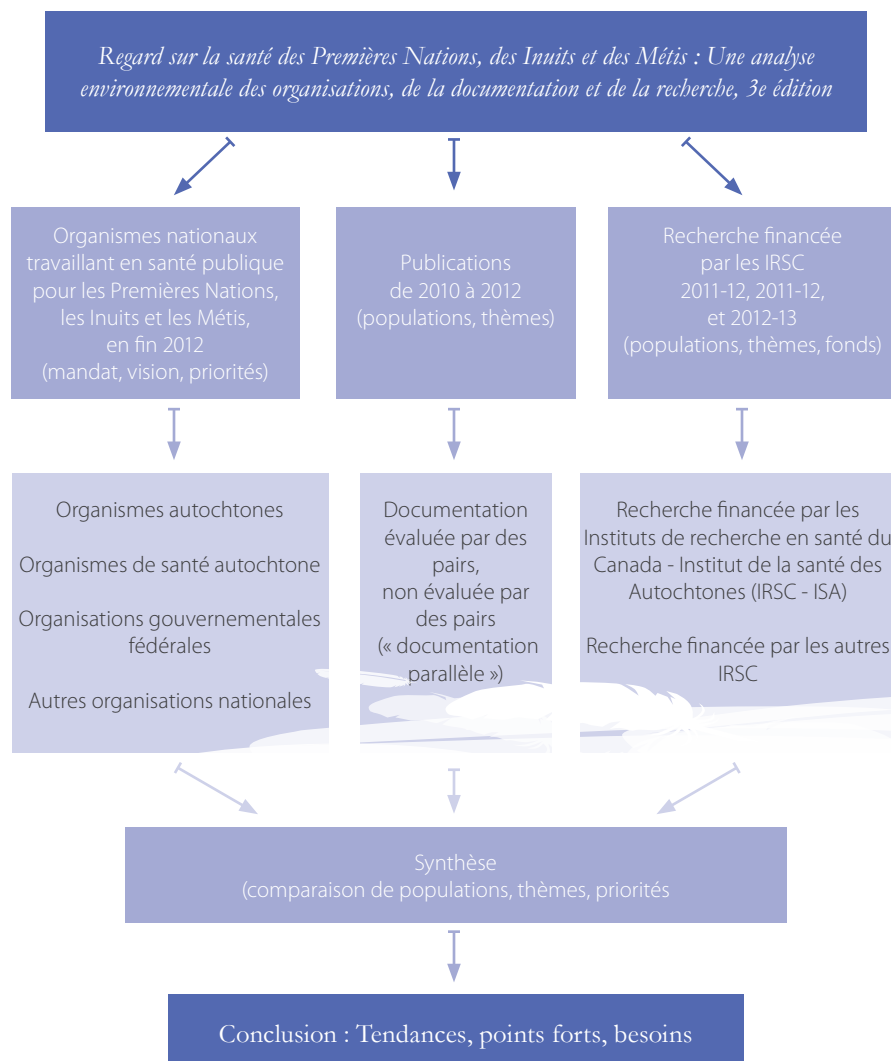 Regard sur la santé des Premières Nations, des Inuits et des Métis : Une analyse
environnementale des organisations, de la documentation et de la recherche, 3e édition
Organismes nationaux
travaillant en santé publique
pour les Premières Nations,
les Inuits et les Métis,
en fin 2012
(mandat, vision, priorités)
Publications
de 2010 à 2012
(populations, thèmes)
Recherche financée
par les IRSC
2011-12, 2011-12,
et 2012-13
(populations, thèmes, fonds)
Organismes autochtones
Organismes de santé autochtone
Organisations gouvernementales
fédérales
Autres organisations nationales
Documentation
évaluée par des
pairs,
non évaluée par
des pairs
(« documentation
parallèle »)
Recherche financée par les
Instituts de recherche en santé du
Canada - Institut de la santé des
Autochtones (IRSC - ISA)
Recherche financée par les autres
IRSC
Synthèse
(comparaison de populations, thèmes, priorités
Conclusion : Tendances, points forts, besoins